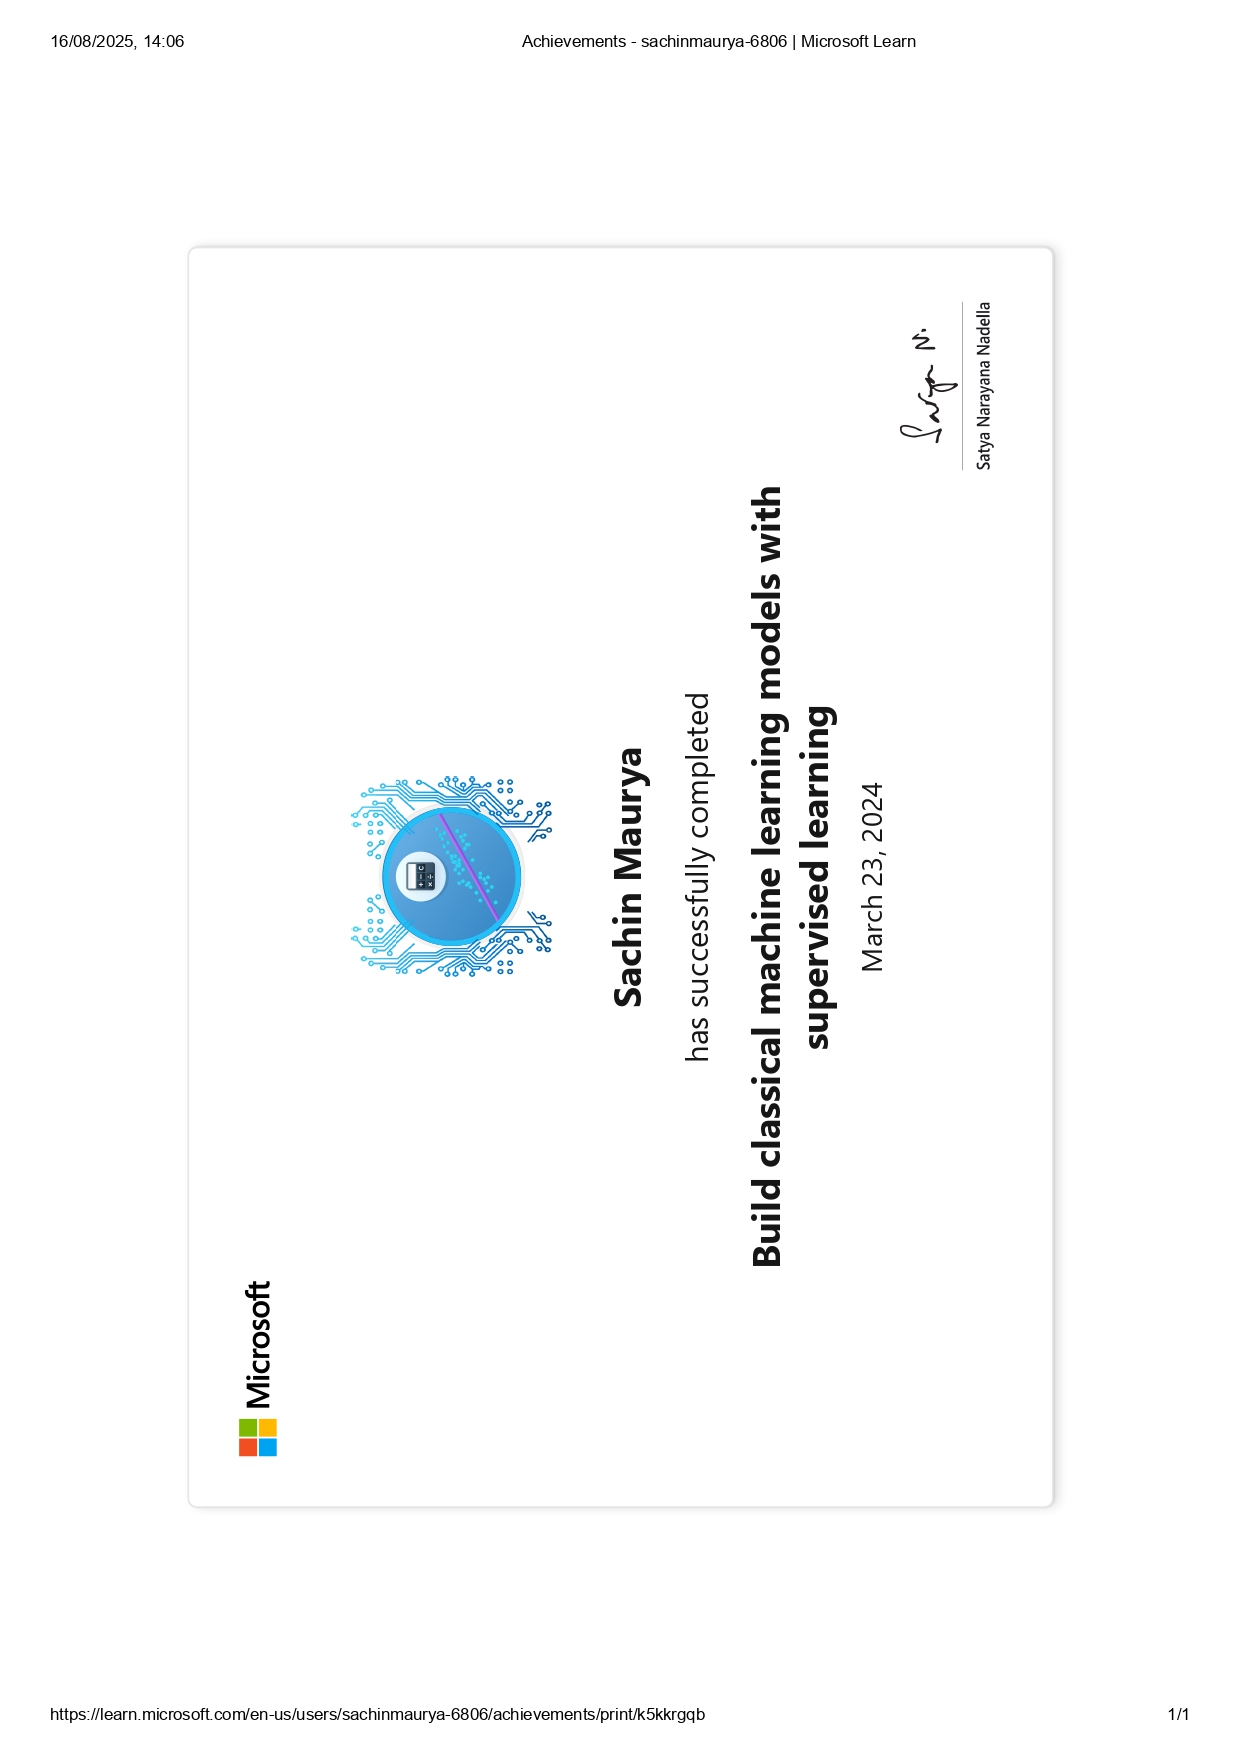 16/08/2025, 14:06
Achievements - sachinmaurya-6806 | Microsoft Learn
Microsoft
Sachin Maurya
has successfully completed
Build classical machine learning models with
supervised learning
March 23, 2024
Satya N.
Satya Narayana Nadella
https://learn.microsoft.com/en-us/users/sachinmaurya-6806/achievements/print/k5kkrgqb
1/1